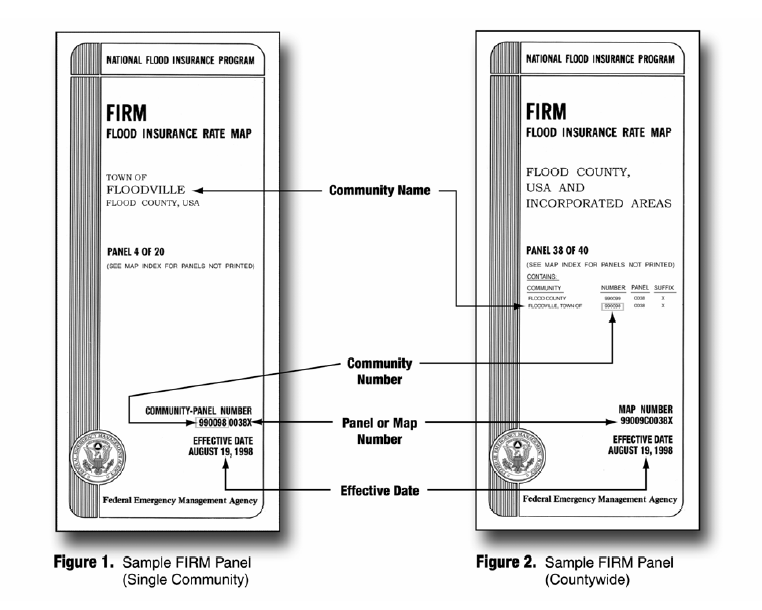 NATIONAL FLOOD INSURANCE PROGRAM
FIRM
FLOOD INSURANCE RATE MAP
TOWN OF
FLOODVILLE
FLOOD COUNTY, USA
PANEL 4 OF 20
(SEE MAP INDEX FOR PANELS NOT PRINTED)
COMMUNITY-PANEL NUMBER
990098 0038X
EFFECTIVE DATE
AUGUST 19, 1998
Federal Emergency Management Agency
Figure 1. Sample FIRM Panel
(Single Community)
Community Name
Community
Number
Panel or Map
Number
Effective Date
NATIONAL FLOOD INSURANCE PROGRAM
FIRM
FLOOD INSURANCE RATE MAP
FLOOD COUNTY,
USA AND
INCORPORATED AREAS
PANEL 38 OF 40
(SEE MAP INDEX FOR PANELS NOT PRINTED)
CONTAINS:
COMMUNITY NUMBER PANEL SUFFIX
FLOOD COUNTY 990099 0038 X
FLOODVILLE, TOWN OF 0038 X
MAP NUMBER
99009C0038X
EFFECTIVE DATE
AUGUST 19, 1998
Federal Emergency Management Agency
Figure 2. Sample FIRM Panel
(Countywide)